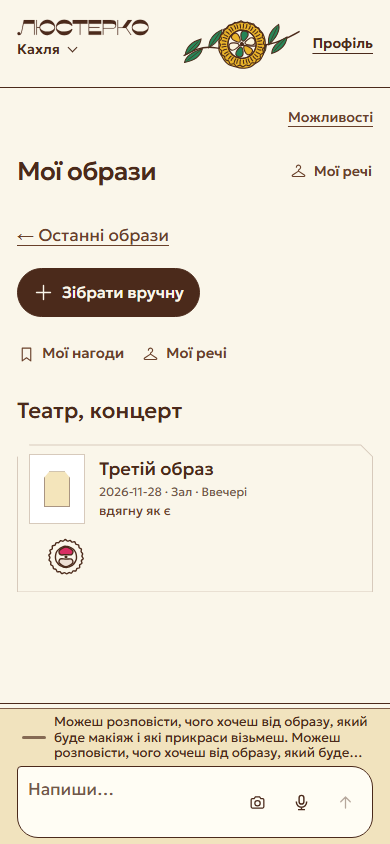 ЛЮСТЕРКО
Кахля
Профіль
Можливості
Мої образи
Мої речі
← Останні образи
Зібрати вручну
Мої нагоди
Мої речі
Театр, концерт
Третій образ
2026-11-28 · Зал · Ввечері
вдягну як є
Можеш розповісти, чого хочеш від образу, який
буде макіяж і які прикраси візьмеш. Можеш
розповісти, чого хочеш від образу, який буде…
Напиши…